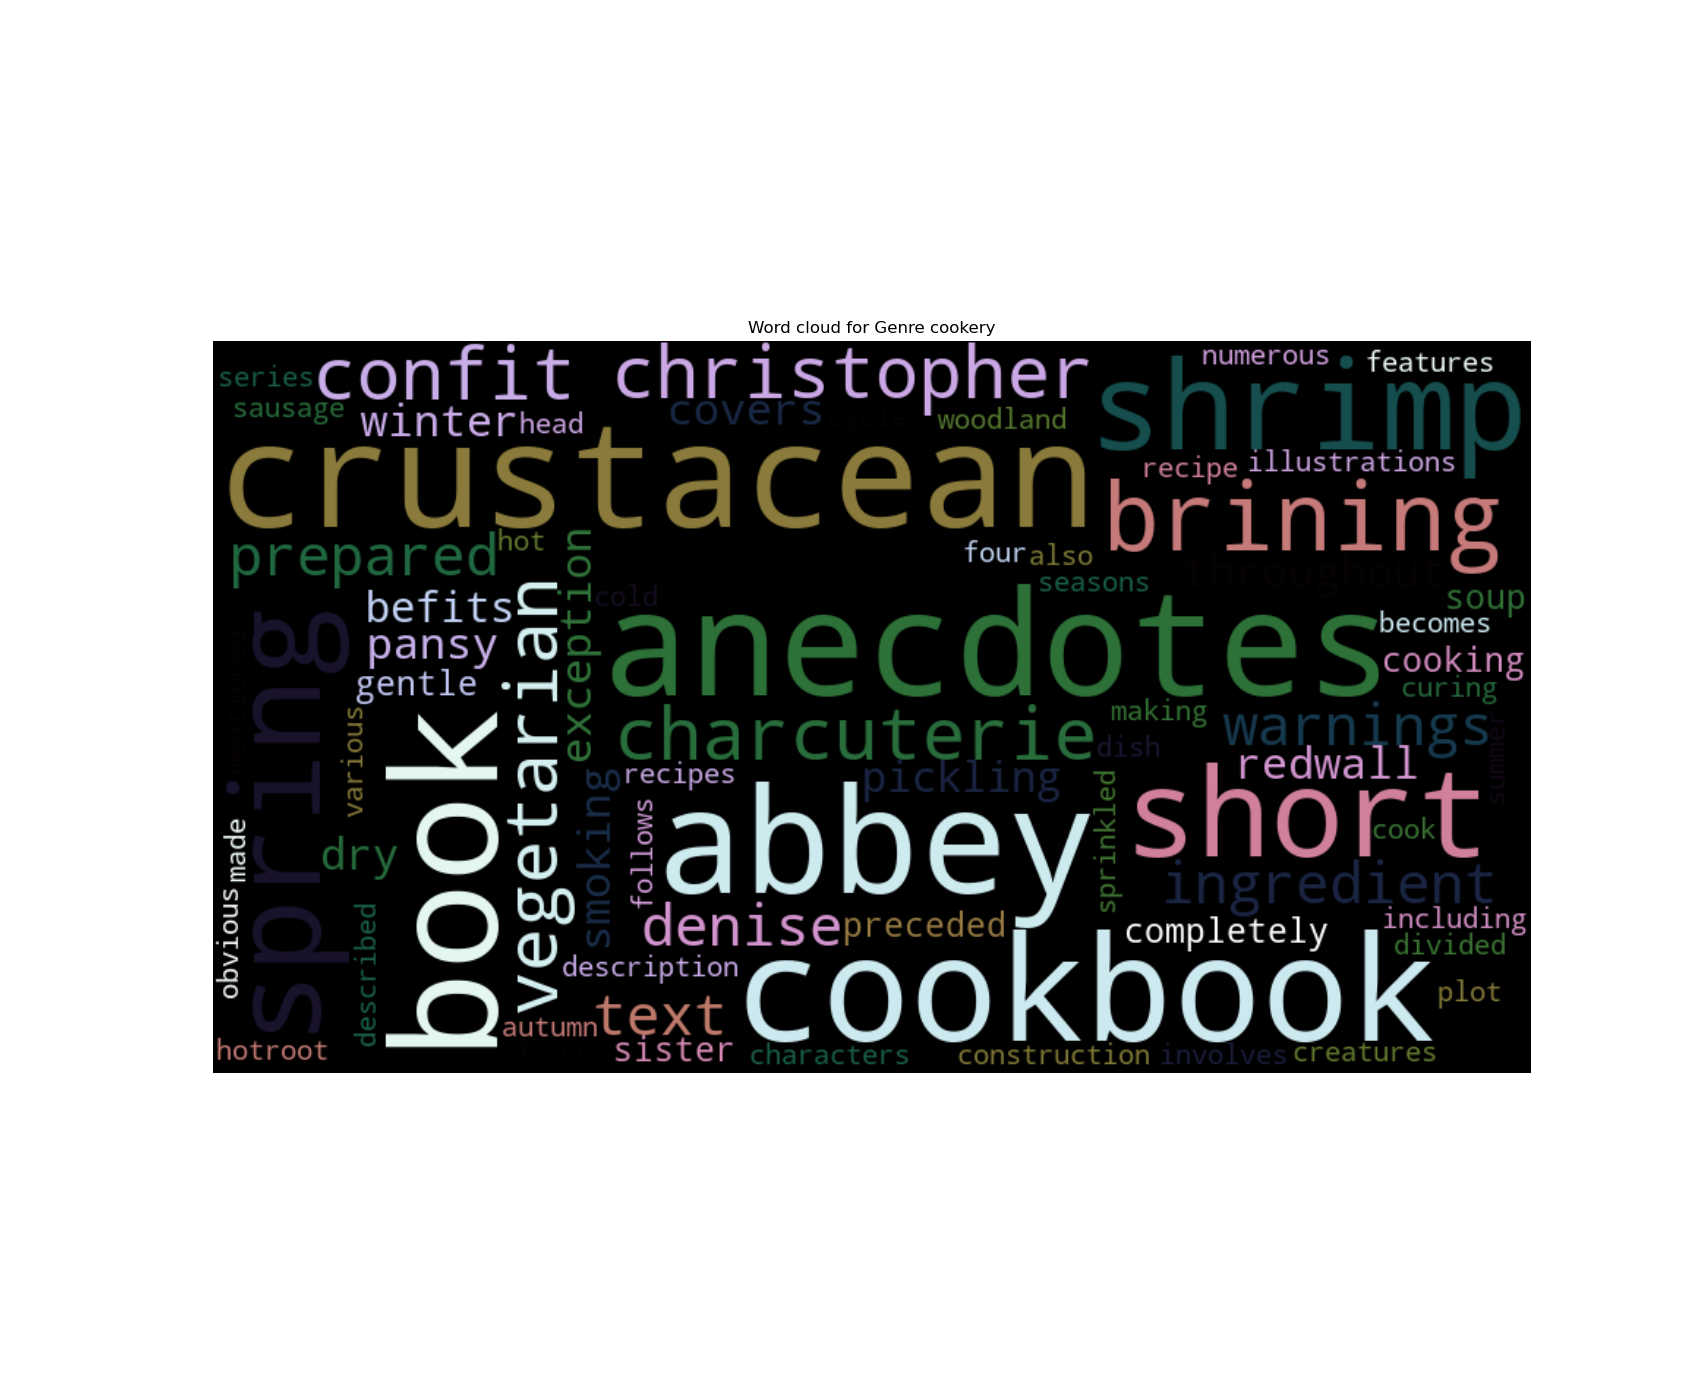 Word cloud for Genre cookery
series
confit
christopher
numerous
features
sausage
winter
head
covers
cycle
woodland
shrimp
crustacean
recipe
illustrations
brining
prepared
hot
four
also
throughout
seasons
exception
cold
befits
soup
spring
vegetarian
anecdotes
becomes
pansy
cooking
gentle
curing
various
book
charcuterie
making
warnings
summer
dish
redwall
recipes
pickling
smoking
follows
abbey
sprinkled
short
cook
made
dry
ingredient
obvious
described
denise
preceded
completely
including
divided
description
cookbook
plot
text
autumn
hotroot
sister
characters
construction
involves
creatures